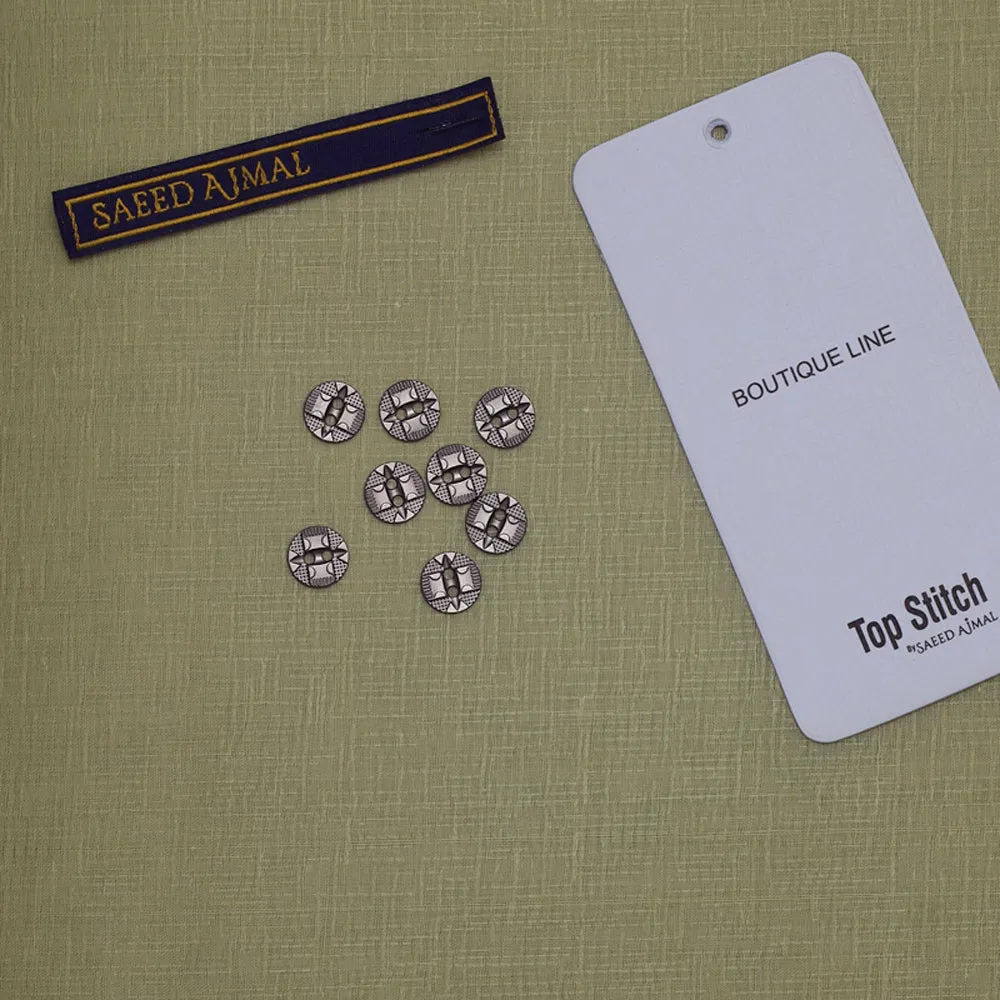 SAEED AJMAL
BOUTIQUE LINE
Top Stitch
BY SAEED AJMAL